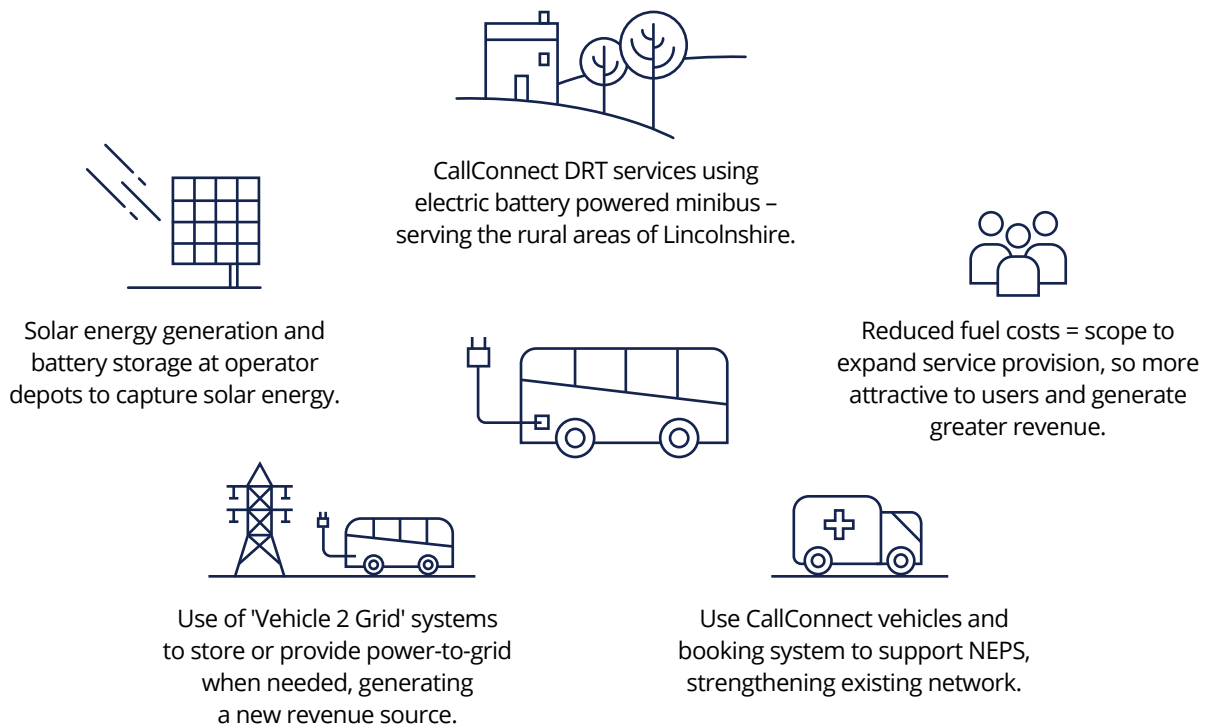 CallConnect DRT services using
electric battery powered minibus –
serving the rural areas of Lincolnshire.
Solar energy generation and
battery storage at operator
depots to capture solar energy.
Reduced fuel costs = scope to
expand service provision, so more
attractive to users and generate
greater revenue.
Use of 'Vehicle 2 Grid' systems
to store or provide power-to-grid
when needed, generating
a new revenue source.
Use CallConnect vehicles and
booking system to support NEPS,
strengthening existing network.